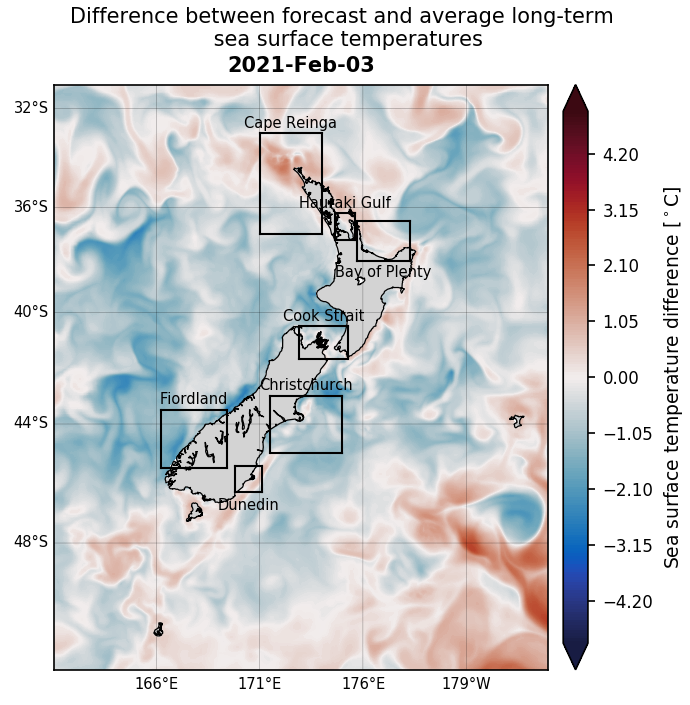 Difference between forecast and average long-term
sea surface temperatures
2021-Feb-03
32°S
36°S
40°S
44°S
48°S
166°E
171°E
176°E
179°W
Cape Reinga
Hauraki Gulf
Bay of Plenty
Cook Strait
Christchurch
Fiordland
Dunedin
4.20
3.15
2.10
1.05
0.00
−1.05
−2.10
−3.15
−4.20
Sea surface temperature difference [°C]